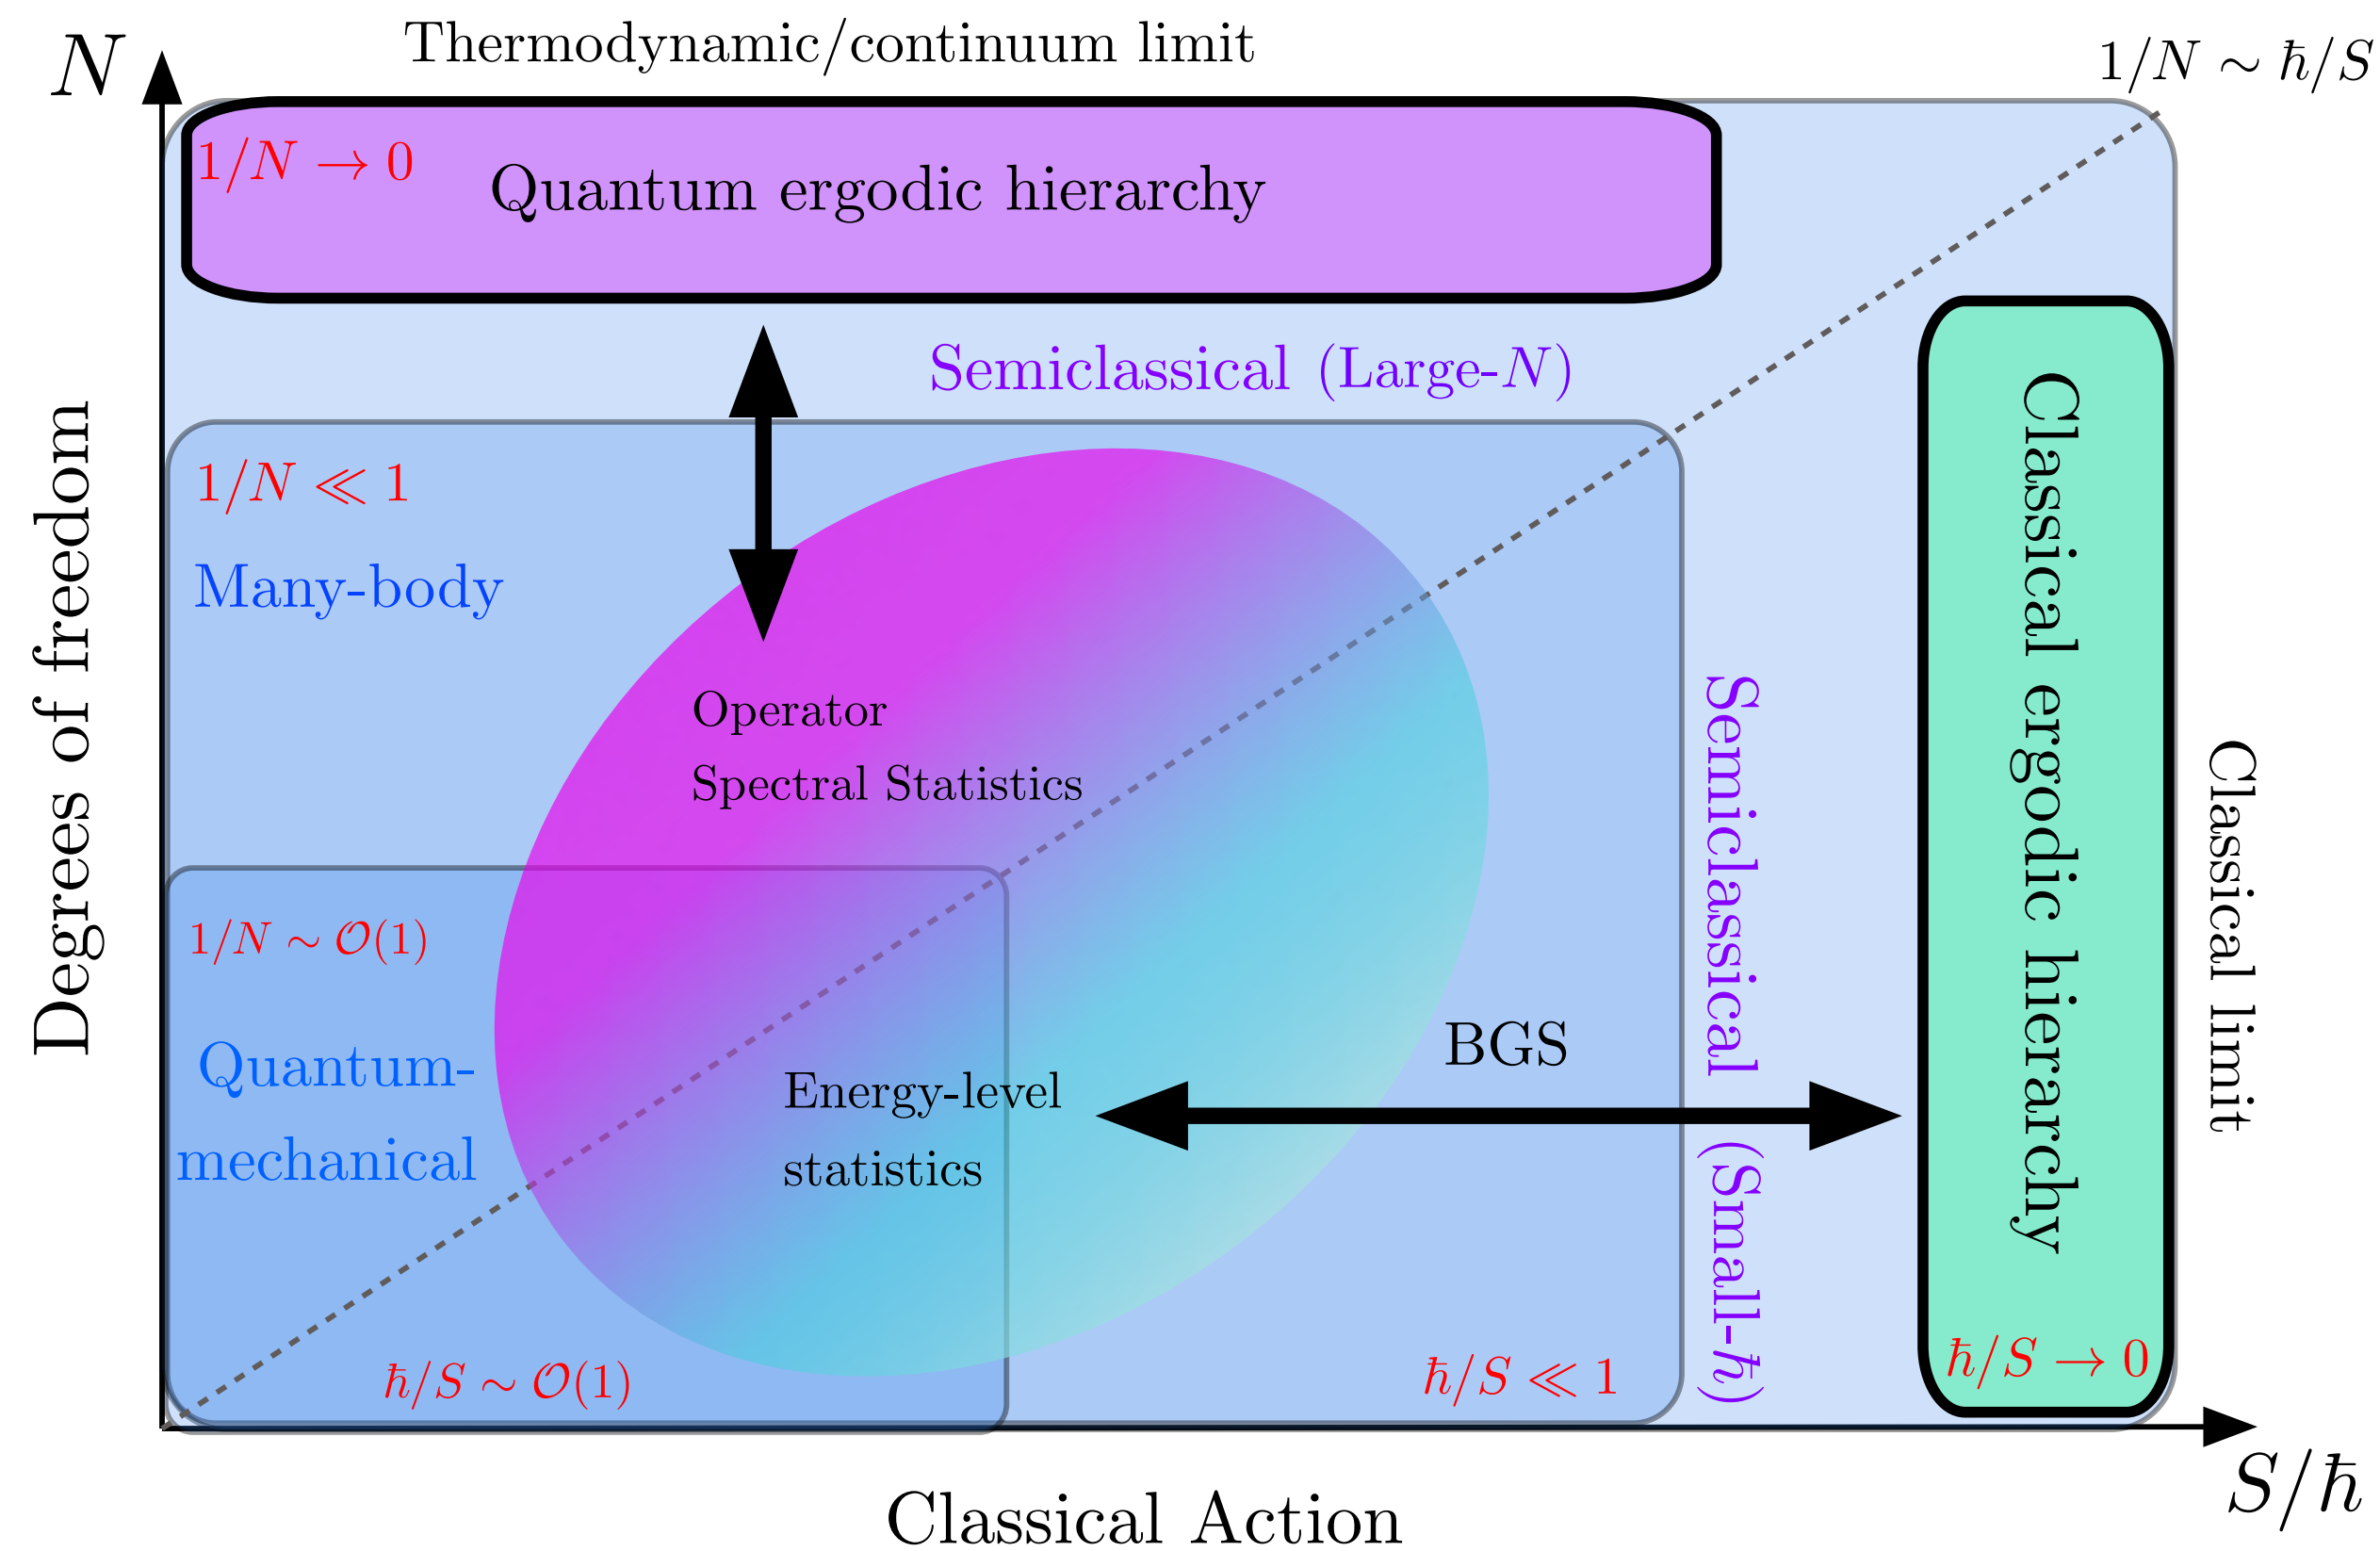 N
Thermodynamic/continuum limit
1/N ∼ ℏ/S
1/N → 0
Quantum ergodic hierarchy
Semiclassical (Large-N)
1/N ≪ 1
Many-body
Degrees of freedom
Operator
Spectral Statistics
Semiclassical (Small-ℏ)
Classical ergodic hierarchy
Classical limit
1/N ∼ 𝒪(1)
Quantum-
mechanical
BGS
Energy-level
statistics
ℏ/S ∼ 𝒪(1)
ℏ/S ≪ 1
ℏ/S → 0
S/ℏ
Classical Action